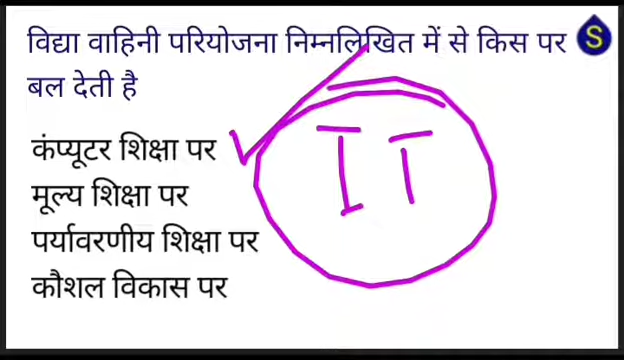 विद्या वाहिनी परियोजना निम्नलिखित में से किस पर
बल देती है
कंप्यूटर शिक्षा पर
मूल्य शिक्षा पर
पर्यावरणीय शिक्षा पर
कौशल विकास पर
IT
S